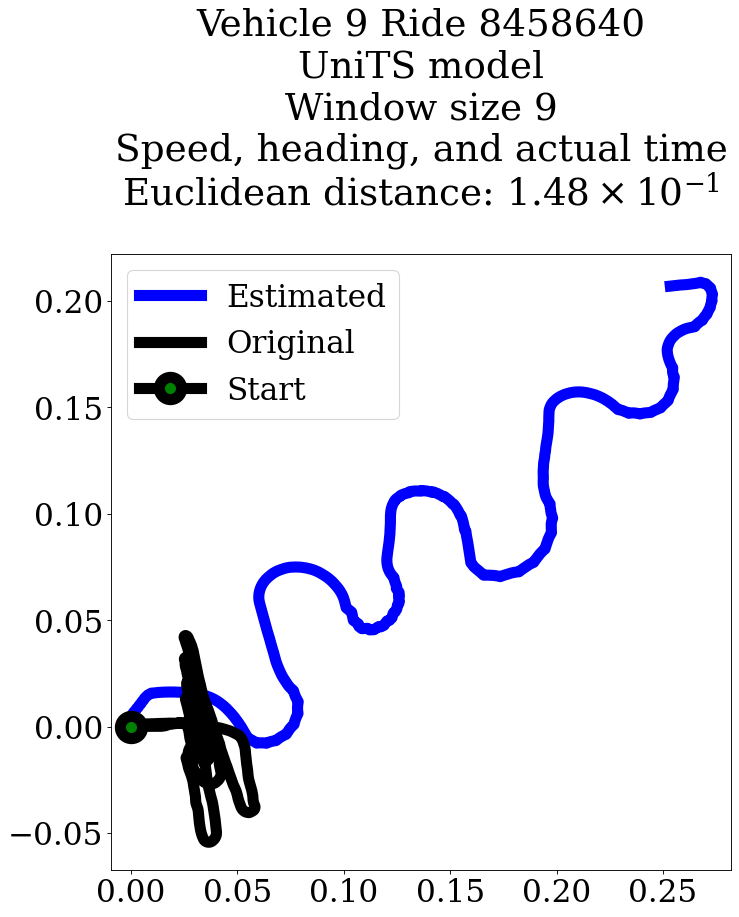 Vehicle 9 Ride 8458640
UniTS model
Window size 9
Speed, heading, and actual time
Euclidean distance: 1.48 × 10⁻¹
Estimated
Original
Start
0.20
0.15
0.10
0.05
0.00
−0.05
0.00 0.05 0.10 0.15 0.20 0.25